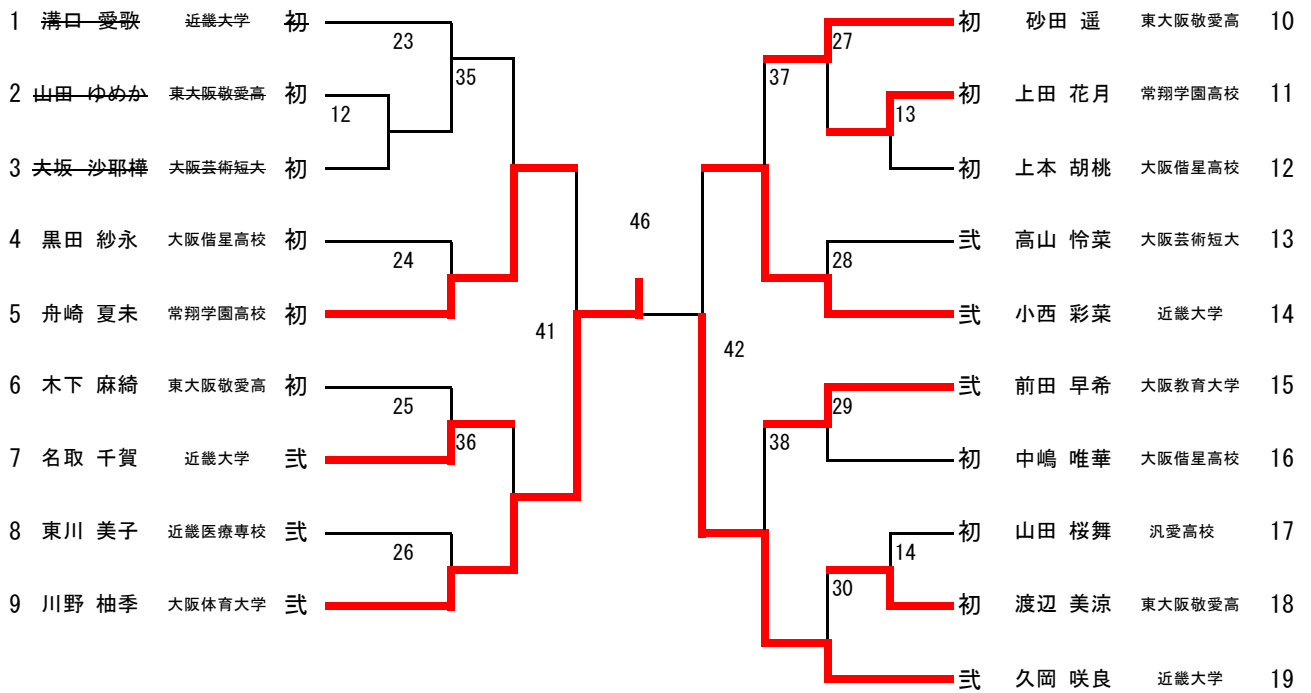 1 溝口 愛歌 近畿大学 初
23
35
2 山田 ゆめか 東大阪敬愛高 初
12
3 大坂 沙耶樺 大阪芸術短大 初
4 黒田 紗永 大阪偕星高校 初
24
5 舟崎 夏未 常翔学園高校 初
41
6 木下 麻綺 東大阪敬愛高 初
25
36
7 名取 千賀 近畿大学 弐
8 東川 美子 近畿医療専校 弐
26
9 川野 柚季 大阪体育大学 弐
46
初 砂田 遥 東大阪敬愛高 10
27
37
初 上田 花月 常翔学園高校 11
13
初 上本 胡桃 大阪偕星高校 12
弐 高山 怜菜 大阪芸術短大 13
28
弐 小西 彩菜 近畿大学 14
42
弐 前田 早希 大阪教育大学 15
29
38
初 中嶋 唯華 大阪偕星高校 16
初 山田 桜舞 汎愛高校 17
14
30
初 渡辺 美涼 東大阪敬愛高 18
弐 久岡 咲良 近畿大学 19